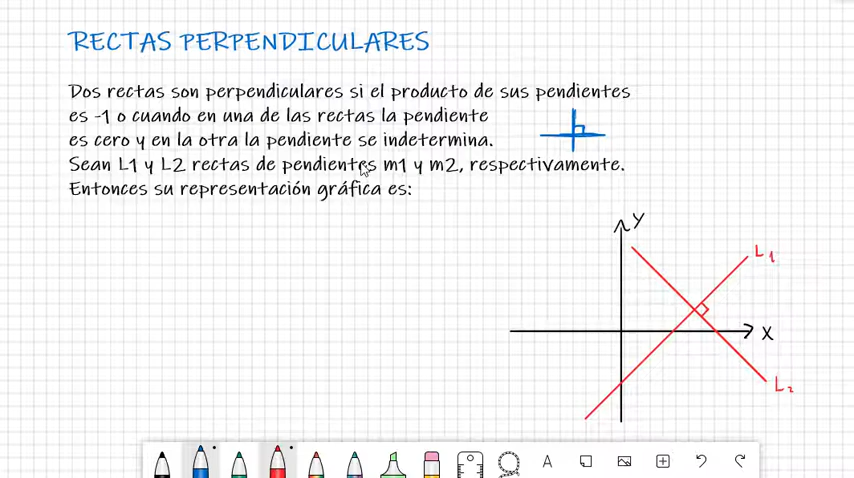 RECTAS PERPENDICULARES
Dos rectas son perpendiculares si el producto de sus pendientes
es -1 o cuando en una de las rectas la pendiente
es cero y en la otra la pendiente se indetermina.
Sean L1 y L2 rectas de pendientes m1 y m2, respectivamente.
Entonces su representación gráfica es:
Y
L1
X
L2
A